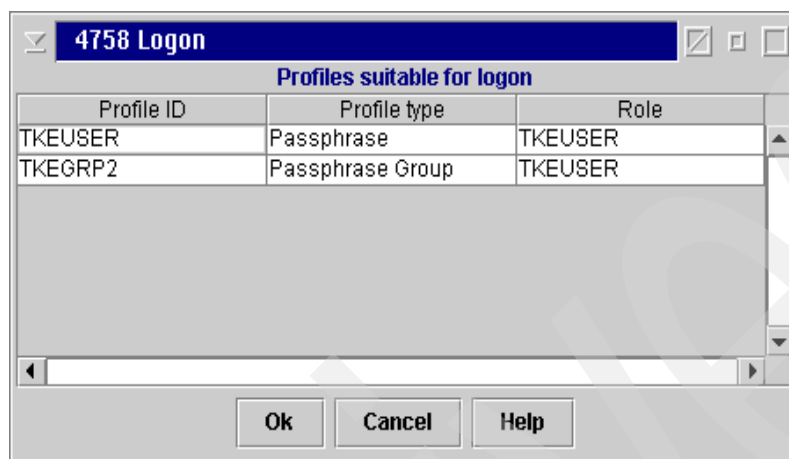 4758 Logon
Profiles suitable for logon
Profile ID Profile type Role
TKEUSER Passphrase TKEUSER
TKEGRP2 Passphrase Group TKEUSER
Ok Cancel Help